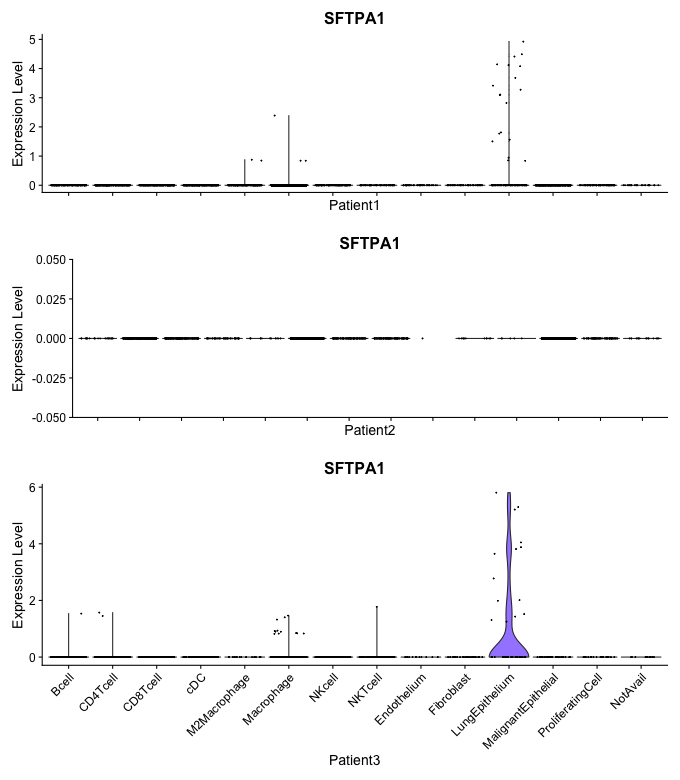 SFTPA1
5
4
3
2
1
0
Expression Level
Patient1
SFTPA1
0.050
0.025
0.000
-0.025
-0.050
Expression Level
Patient2
SFTPA1
6
4
2
0
Expression Level
Bcell
CD4Tcell
CD8Tcell
cDC
M2Macrophage
Macrophage
NKcell
NKTcell
Endothelium
Fibroblast
LungEpithelium
MalignantEpithelial
ProliferatingCell
NotAvail
Patient3